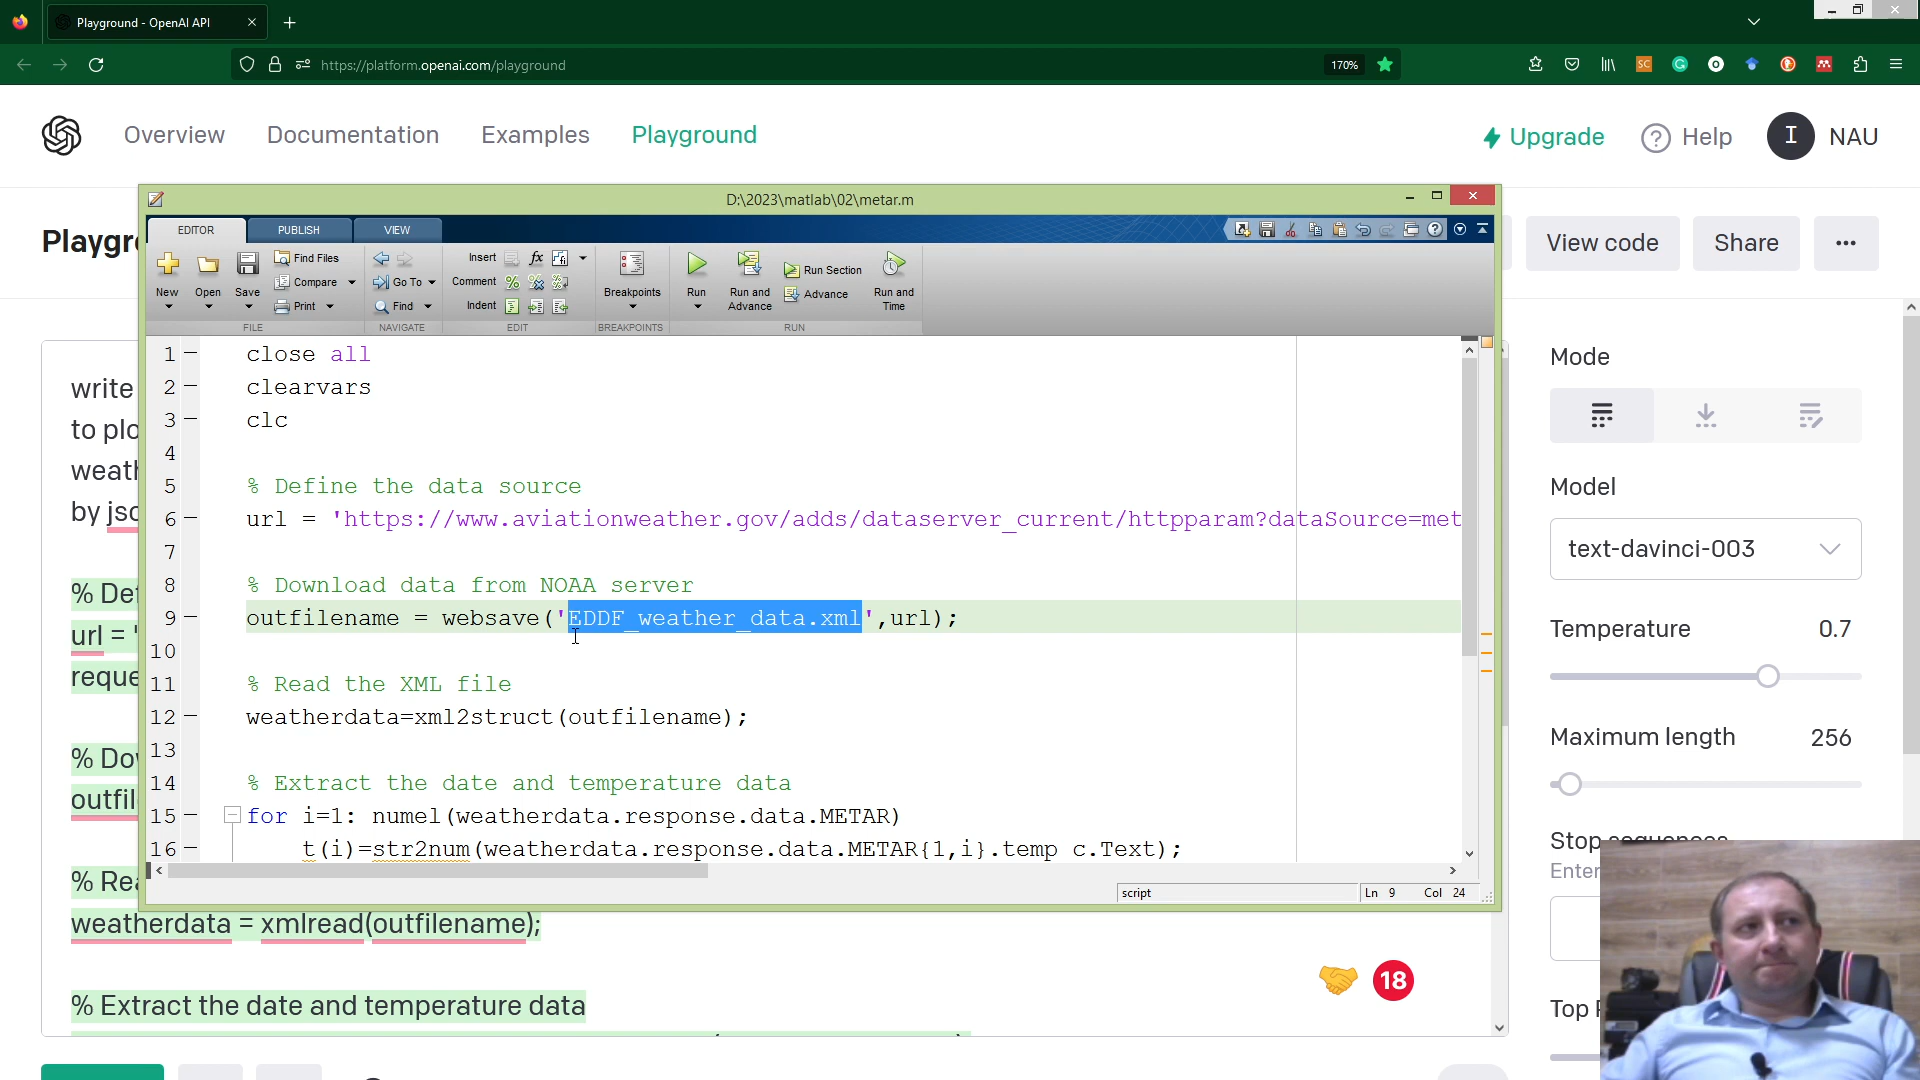 Playground - OpenAI API
https://platform.openai.com/playground
170%
Overview
Documentation
Examples
Playground
Upgrade
Help
I
NAU
D:\2023\matlab\02\metar.m
EDITOR
PUBLISH
VIEW
View code
Share
New
Open
Save
Find Files
Compare
Print
Go To
Find
Insert
fx
Comment
Indent
Breakpoints
Run
Run and Advance
Run Section
Advance
Run and Time
FILE
NAVIGATE
EDIT
BREAKPOINTS
RUN
write
1 close all
2 clearvars
3 clc
4
5 % Define the data source
6 url = 'https://www.aviationweather.gov/adds/dataserver_current/httpparam?dataSource=met
7
8 % Download data from NOAA server
9 outfilename = websave('EDDF_weather_data.xml',url);
10
11 % Read the XML file
12 weatherdata=xml2struct(outfilename);
13
14 % Extract the date and temperature data
15 for i=1: numel(weatherdata.response.data.METAR)
16 t(i)=str2num(weatherdata.response.data.METAR{1,i}.temp_c.Text);
script
Ln 9 Col 24
to plo
weath
by jso
% Def
url = '
reque
% Dow
outfil
% Rea
weatherdata = xmlread(outfilename);
% Extract the date and temperature data
18
Mode
Model
text-davinci-003
Temperature 0.7
Maximum length 256
Stop sequences
Enter
Top P